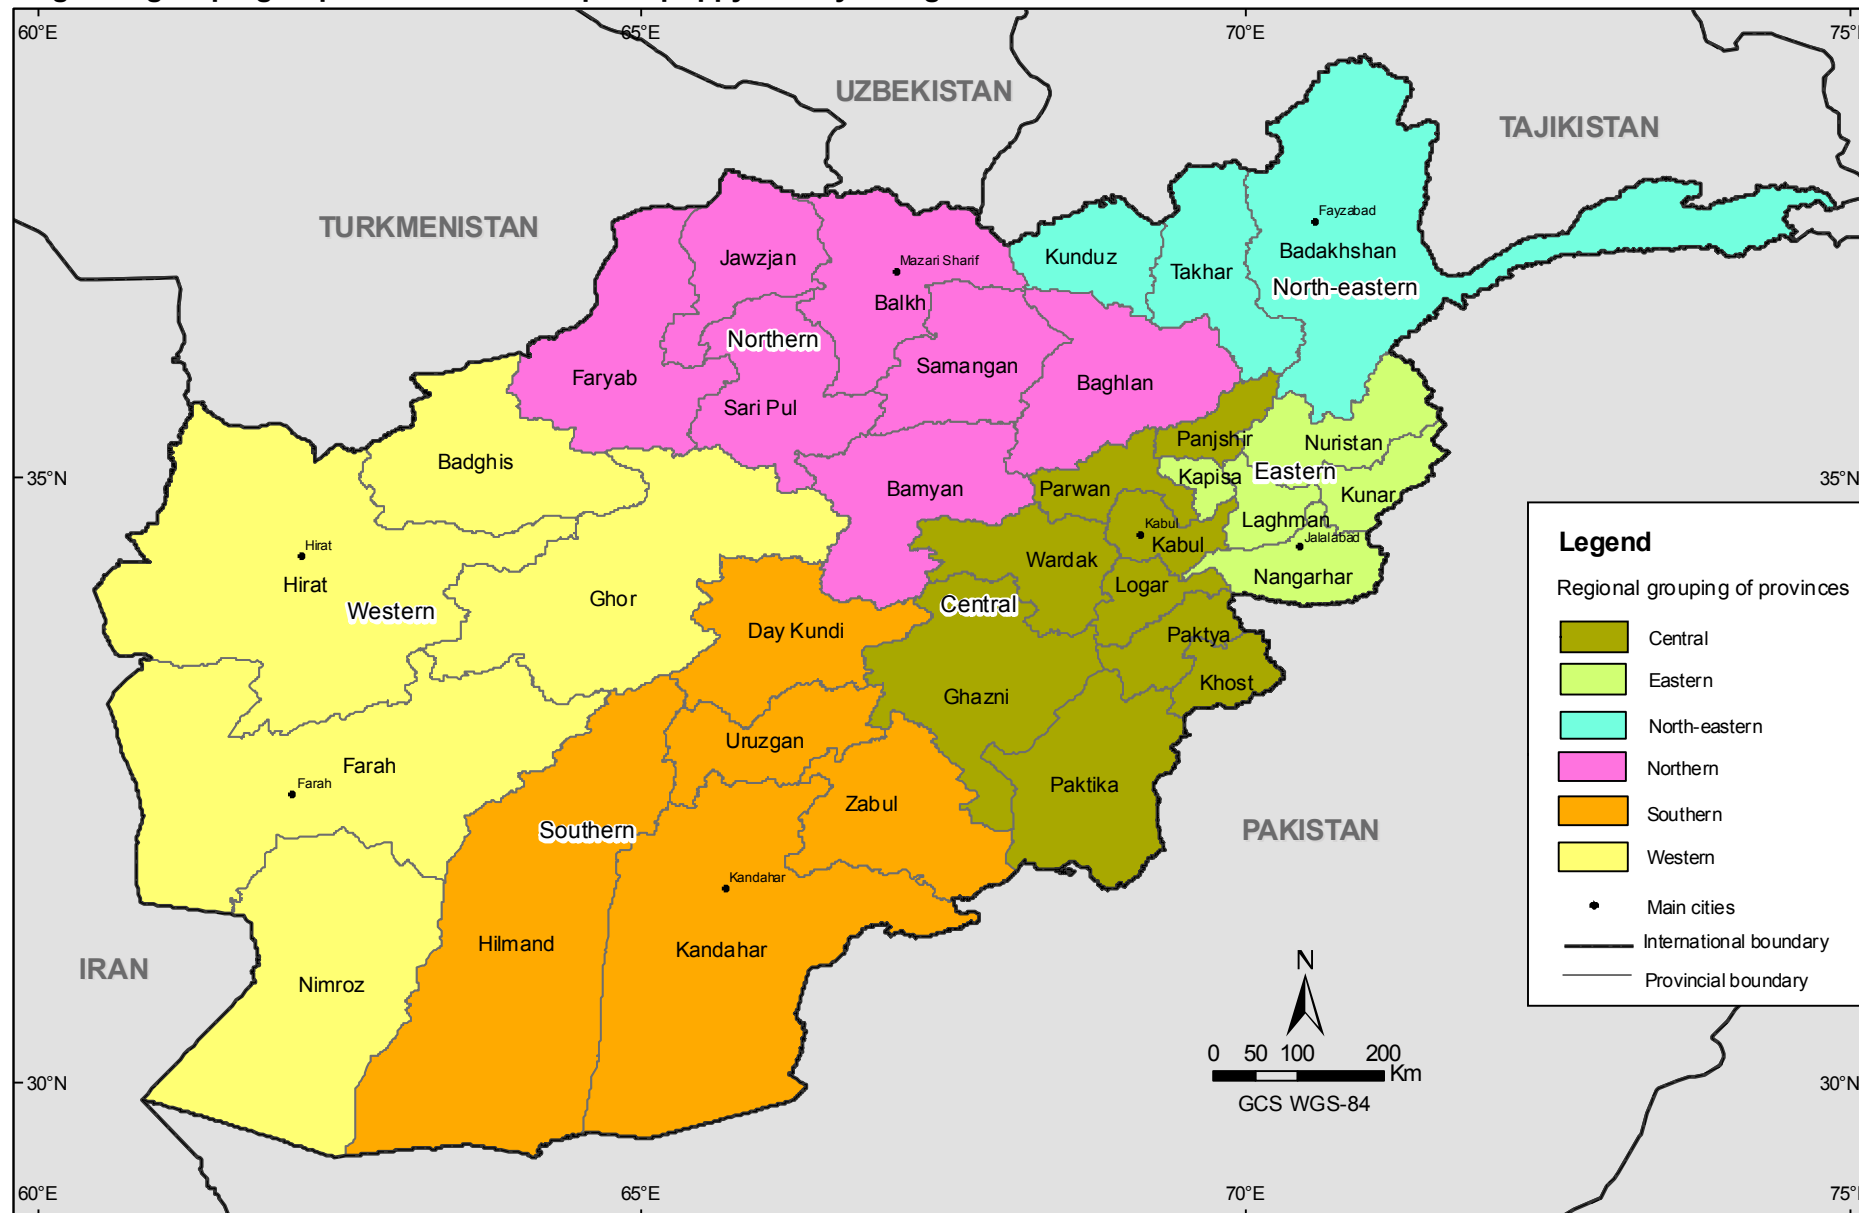 60°E
65°E
70°E
75°
UZBEKISTAN
TAJIKISTAN
TURKMENISTAN
Fayzabad
Badakhshan
Kunduz
Takhar
North-eastern
Jawzjan
Mazari Sharif
Balkh
Northern
Samangan
Faryab
Baghlan
Sari Pul
Panjshir
Nuristan
Badghis
Eastern
Kapisa
35°N
35°N
Bamyan
Parwan
Kunar
Laghman
Kabul
Kabul
Jalalabad
Hirat
Hirat
Wardak
Nangarhar
Logar
Ghor
Western
Central
Day Kundi
Paktya
Khost
Ghazni
Uruzgan
Farah
Farah
Paktika
Zabul
Southern
PAKISTAN
Kandahar
Hilmand
Kandahar
IRAN
Nimroz
Legend
Regional grouping of provinces
Central
Eastern
North-eastern
Northern
Southern
Western
Main cities
International boundary
Provincial boundary
N
0 50 100 200
Km
GCS WGS-84
30°N
30°N
60°E
65°E
70°E
75°